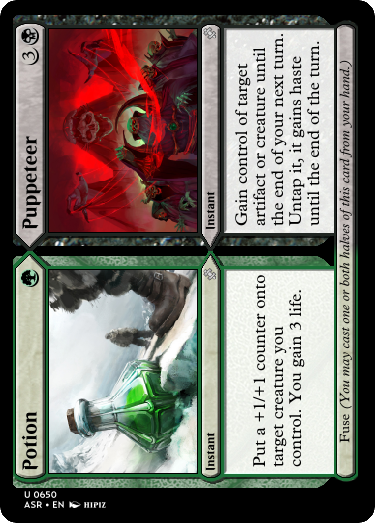 Potion
Instant
Put a +1/+1 counter onto
target creature you
control. You gain 3 life.
Puppeteer
3
Instant
Gain control of target
artifact or creature until
the end of your next turn.
Untap it, it gains haste
until the end of the turn.
Fuse (You may cast one or both halves of this card from your hand.)
U 0650
ASR • EN HIPIZ